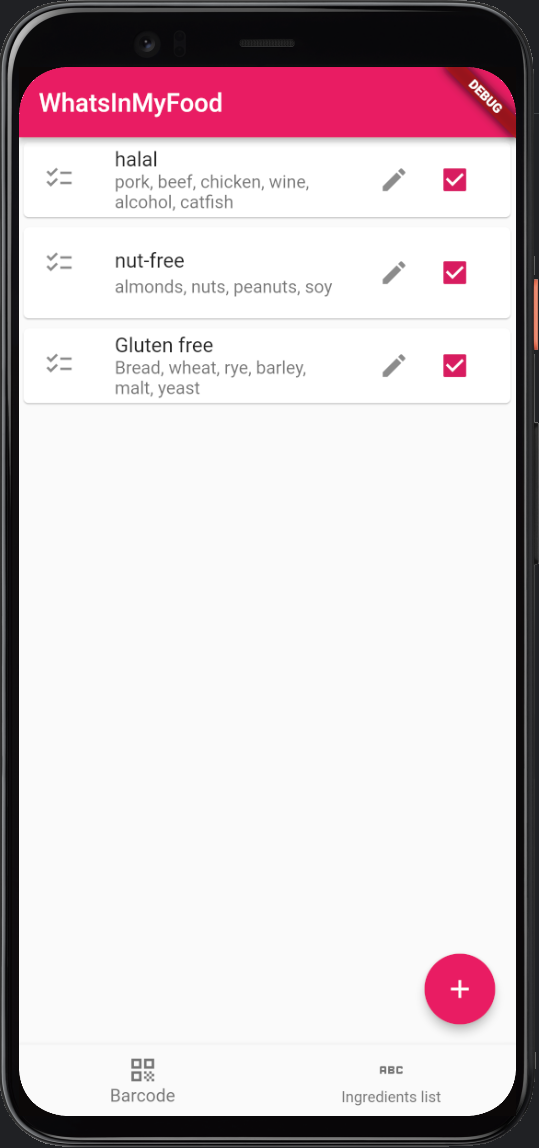 WhatsInMyFood
DEBUG
halal
pork, beef, chicken, wine,
alcohol, catfish
nut-free
almonds, nuts, peanuts, soy
Gluten free
Bread, wheat, rye, barley,
malt, yeast
+
Barcode
ABC
Ingredients list